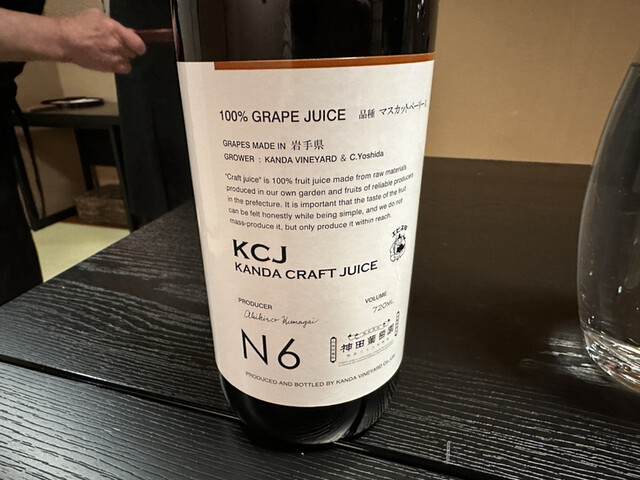 100% GRAPE JUICE 品種 マスカットベーリーA
GRAPES MADE IN 岩手県
GROWER : KANDA VINEYARD & C.Yoshida
"Craft juice" is 100% fruit juice made from raw materials
produced in our own garden and fruits of reliable producers
in the prefecture. It is important that the taste of the fruit
can be felt honestly while being simple, and we do not
mass-produce it, but only produce it within reach.
KCJ
KANDA CRAFT JUICE
PRODUCER
Akihiro Kumagai
VOLUME
720ML
N6
神田葡萄園
PRODUCED AND BOTTLED BY KANDA VINEYARD Co.,Ltd.